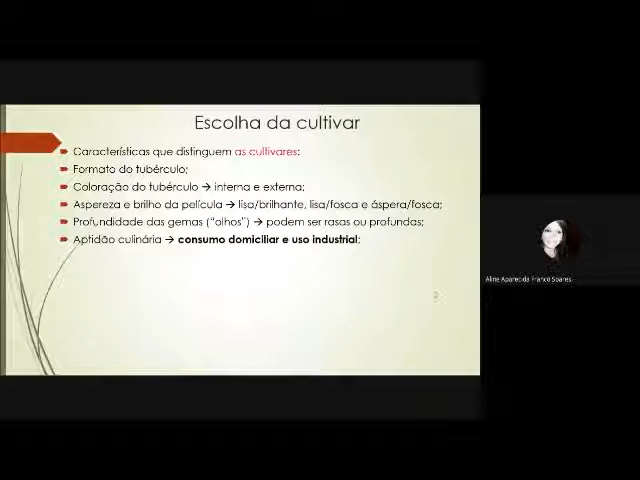 Escolha da cultivar
Características que distinguem as cultivares:
Formato do tubérculo;
Coloração do tubérculo → interna e externa;
Aspereza e brilho da película → lisa/brilhante, lisa/fosca e áspera/fosca;
Profundidade das gemas (“olhos”) → podem ser rasas ou profundas;
Aptidão culinária → consumo domiciliar e uso industrial;
2
Aline Aparecida Franco Soares